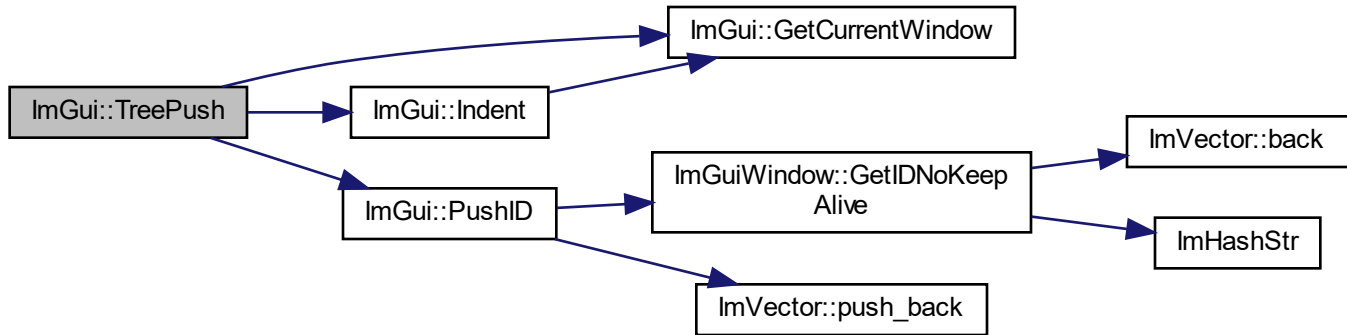 ImGui::TreePush
ImGui::GetCurrentWindow
ImGui::Indent
ImGui::PushID
ImGuiWindow::GetIDNoKeep
Alive
ImVector::back
ImHashStr
ImVector::push_back